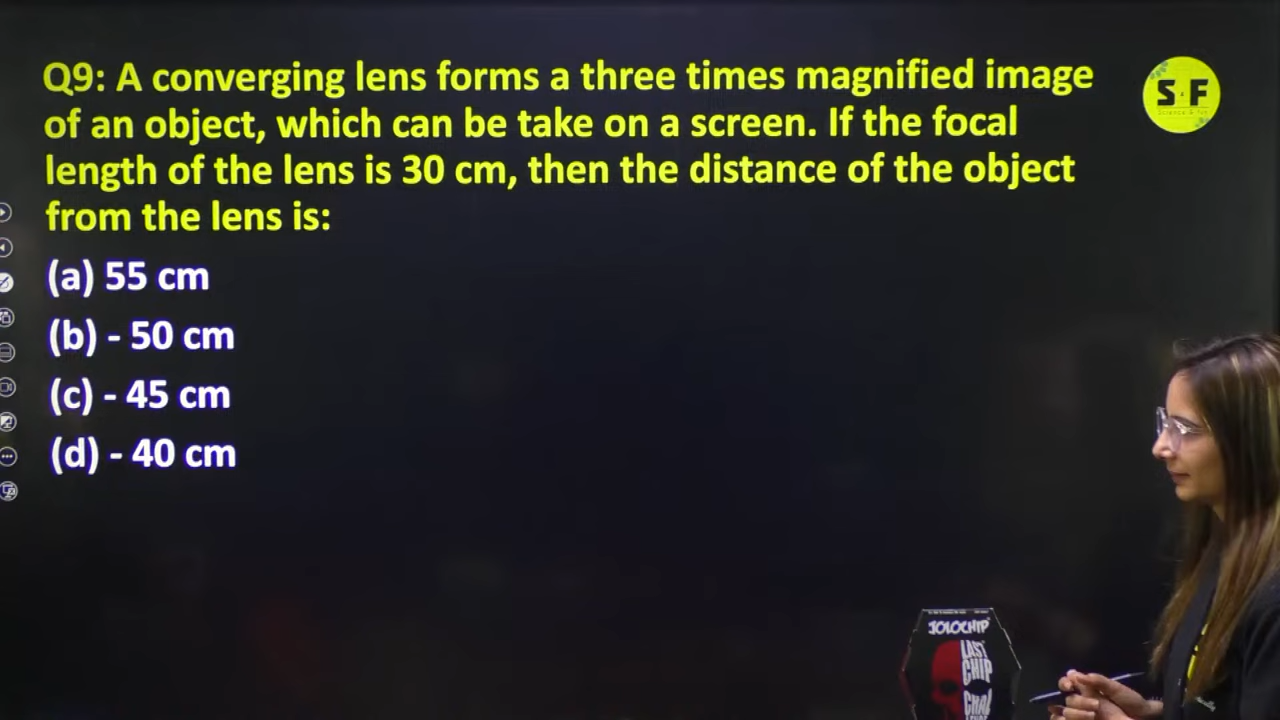 Q9: A converging lens forms a three times magnified image
of an object, which can be take on a screen. If the focal
length of the lens is 30 cm, then the distance of the object
from the lens is:
(a) 55 cm
(b) - 50 cm
(c) - 45 cm
(d) - 40 cm
S F
Science & Fun
JOLOCHIP
LAST
CHIP